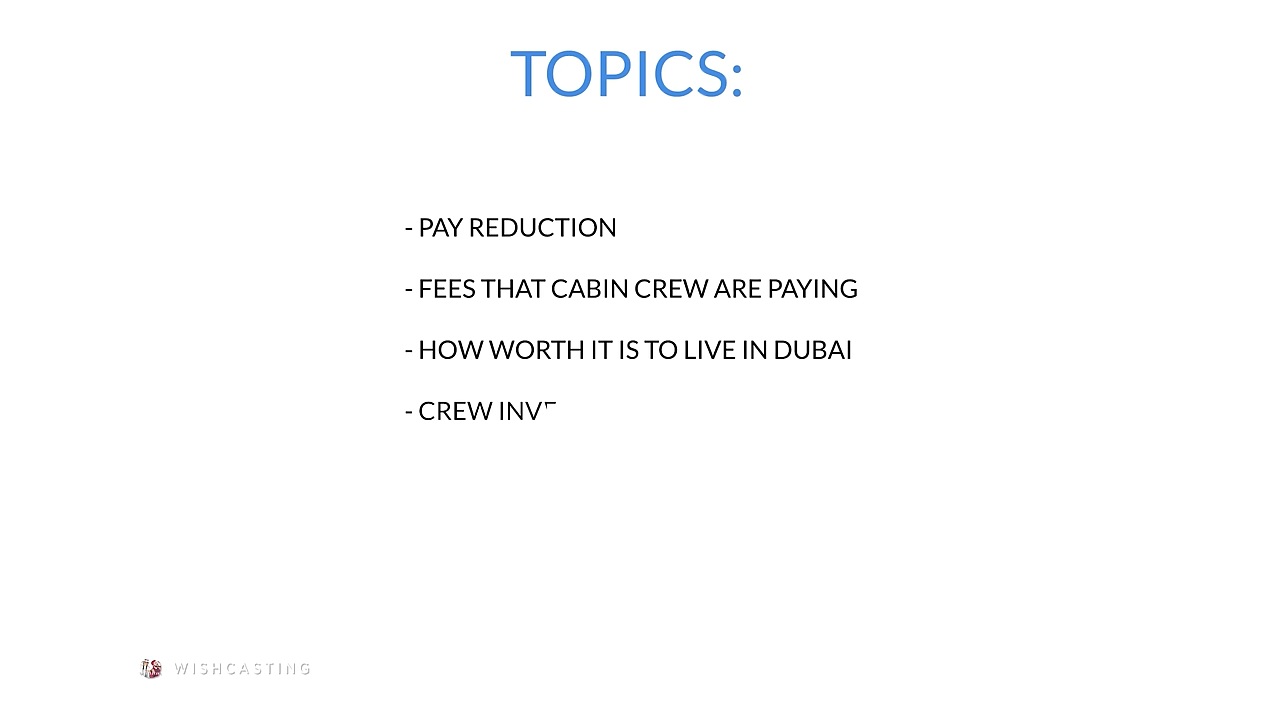 TOPICS:
- PAY REDUCTION
- FEES THAT CABIN CREW ARE PAYING
- HOW WORTH IT IS TO LIVE IN DUBAI
- CREW
WISHCASTING